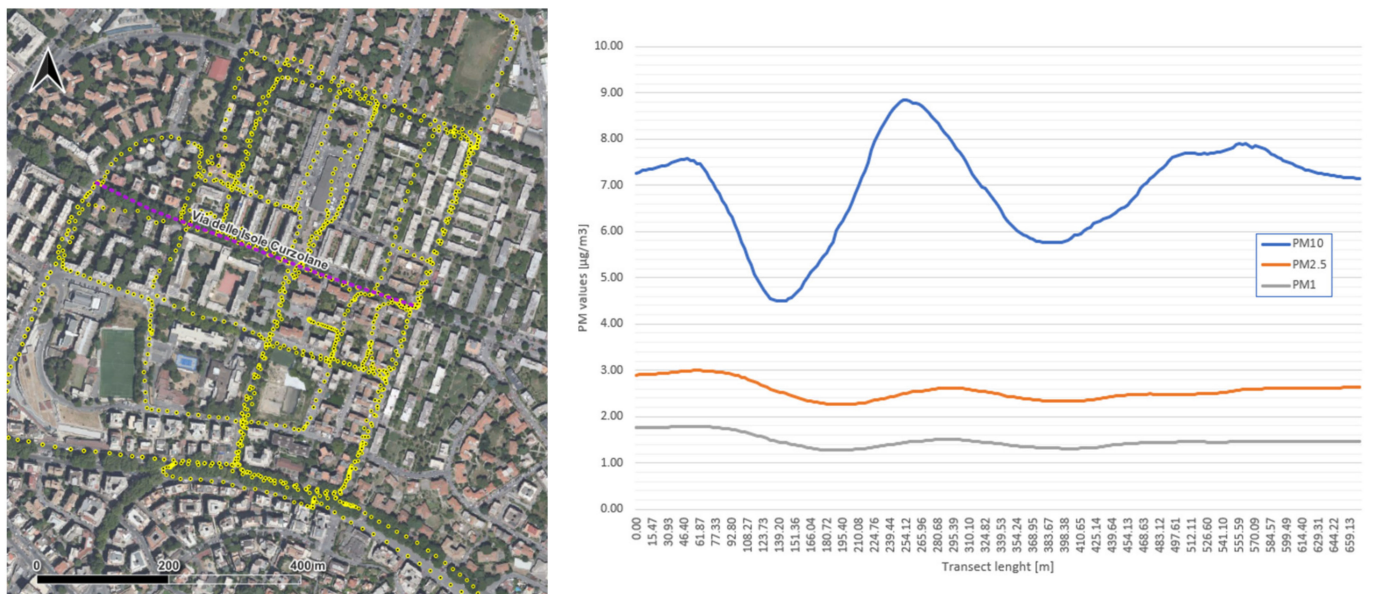 Via delle Isole Curzolane
0 200 400 m
10.00
9.00
8.00
7.00
6.00
5.00
4.00
3.00
2.00
1.00
0.00
PM values [µg/m3]
PM10
PM2.5
PM1
0.00 15.47 30.93 46.40 61.87 77.33 92.80 108.27 123.73 139.20 151.36 166.04 180.72 195.40 210.08 224.76 239.44 254.12 265.96 280.68 295.39 310.10 324.82 339.53 354.24 368.95 383.67 398.38 410.65 425.14 439.64 454.13 468.63 483.12 497.61 512.11 526.60 541.10 555.59 570.09 584.57 599.49 614.40 629.31 644.22 659.13
Transect lenght [m]